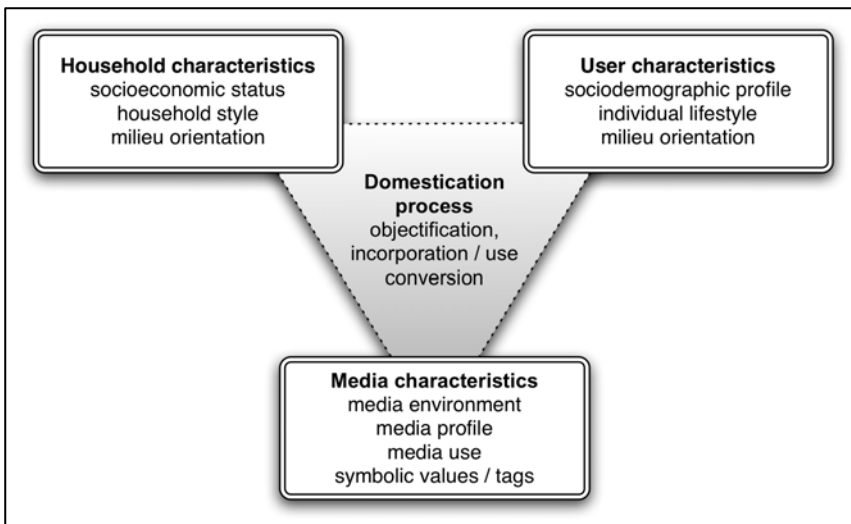 Household characteristics
socioeconomic status
household style
milieu orientation
User characteristics
sociodemographic profile
individual lifestyle
milieu orientation
Domestication
process
objectification,
incorporation / use
conversion
Media characteristics
media environment
media profile
media use
symbolic values / tags